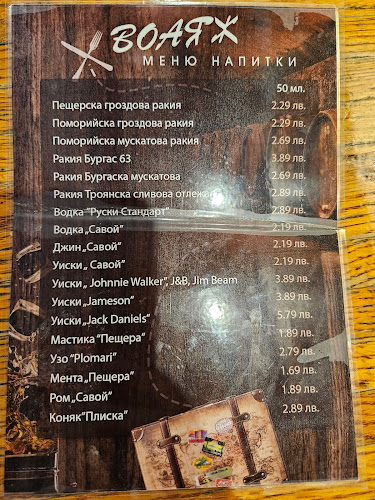 ВОАЯЖ
МЕНЮ НАПИТКИ
50 мл.
Пещерска гроздова ракия 2.29 лв.
Поморийска гроздова ракия 2.29 лв.
Поморийска мускатова ракия 2.69 лв.
Ракия Бургас 63 3.89 лв.
Ракия Бургаска мускатова 2.89 лв.
Ракия Троянска сливова отлежала 2.89 лв.
Водка "Руски Стандарт" 2.89 лв.
Водка „Савой" 2.19 лв.
Джин „Савой" 2.19 лв.
Уиски „ Савой" 2.19 лв.
Уиски „ Johnnie Walker", J&B, Jim Beam 3.89 лв.
Уиски „Jameson" 3.89 лв.
Уиски „Jack Daniels" 5.79 лв.
Мастика "Пещера" 1.89 лв.
Узо "Plomari" 2.79 лв.
Мента „Пещера" 1.69 лв.
Ром „Савой" 1.89 лв.
Коняк"Плиска" 2.89 лв.